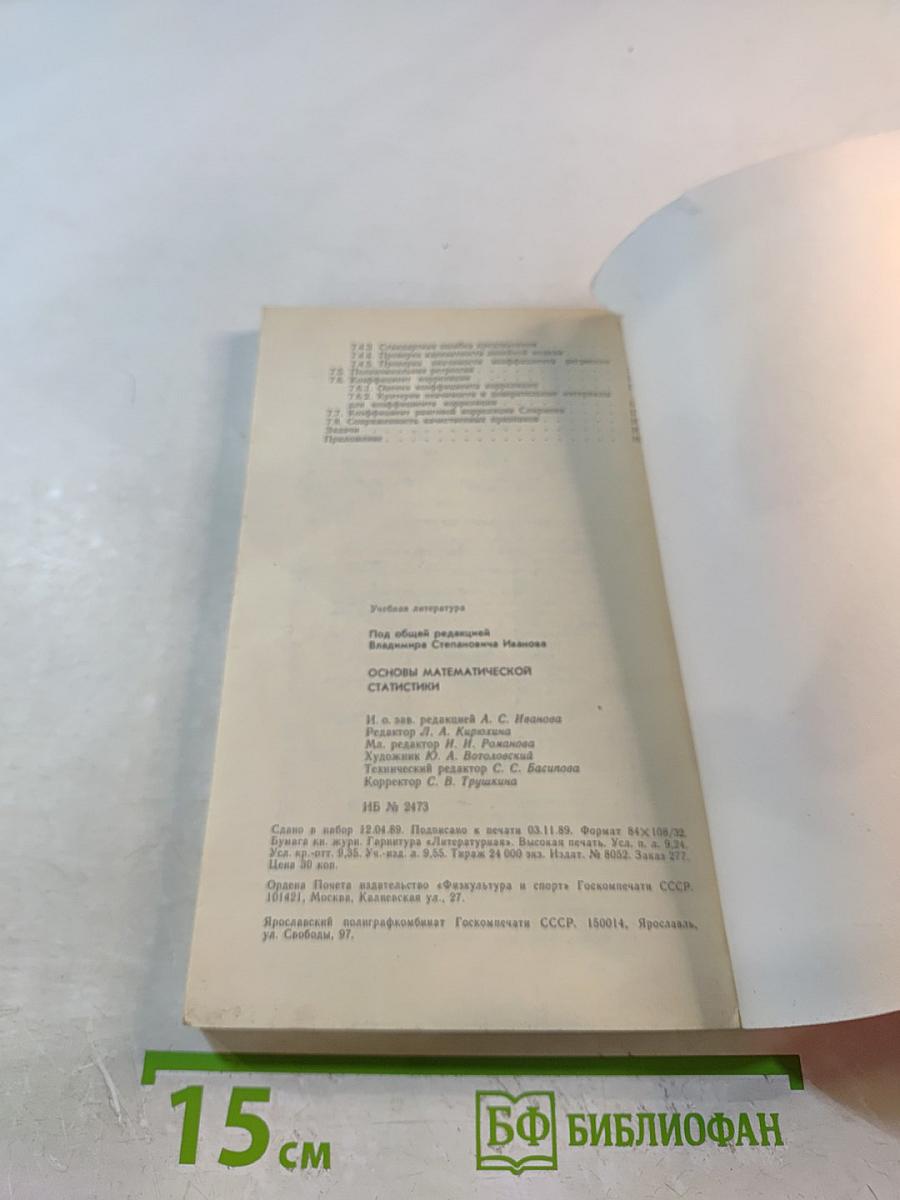 7.4.3. Стандартная ошибка предсказания
7.4.4. Проверка адекватности линейной модели
7.4.5. Проверка значимости коэффициента регрессии
7.5. Полиномиальная регрессия
7.6. Коэффициент корреляции
7.6.1. Оценка коэффициента корреляции
7.6.2. Критерии значимости и доверительные интервалы
для коэффициента корреляции
7.7. Коэффициент ранговой корреляции Спирмена
7.8. Сопряженность качественных признаков
Задачи
Приложение
Учебная литература
Под общей редакцией
Владимира Степановича Иванова
ОСНОВЫ МАТЕМАТИЧЕСКОЙ
СТАТИСТИКИ
И. о. зав. редакцией А. С. Иванова
Редактор Л. А. Кирюхина
Мл. редактор Н. И. Романова
Художник Ю. А. Вотоловский
Технический редактор С. С. Басипова
Корректор С. В. Трушкина
ИБ № 2473
Сдано в набор 12.04.89. Подписано к печати 03.11.89. Формат 84×108/32.
Бумага кн. журн. Гарнитура «Литературная». Высокая печать. Усл. п. л. 9,24.
Усл. кр.-отт. 9,35. Уч.-изд. л. 9,55. Тираж 24 000 экз. Издат. № 8052. Заказ 277.
Цена 30 коп.
Ордена Почета издательство «Физкультура и спорт» Госкомпечати СССР.
101421, Москва, Каляевская ул., 27.
Ярославский полиграфкомбинат Госкомпечати СССР. 150014, Ярославль,
ул. Свободы, 97.
15 см
БФ БИБЛИОФАН